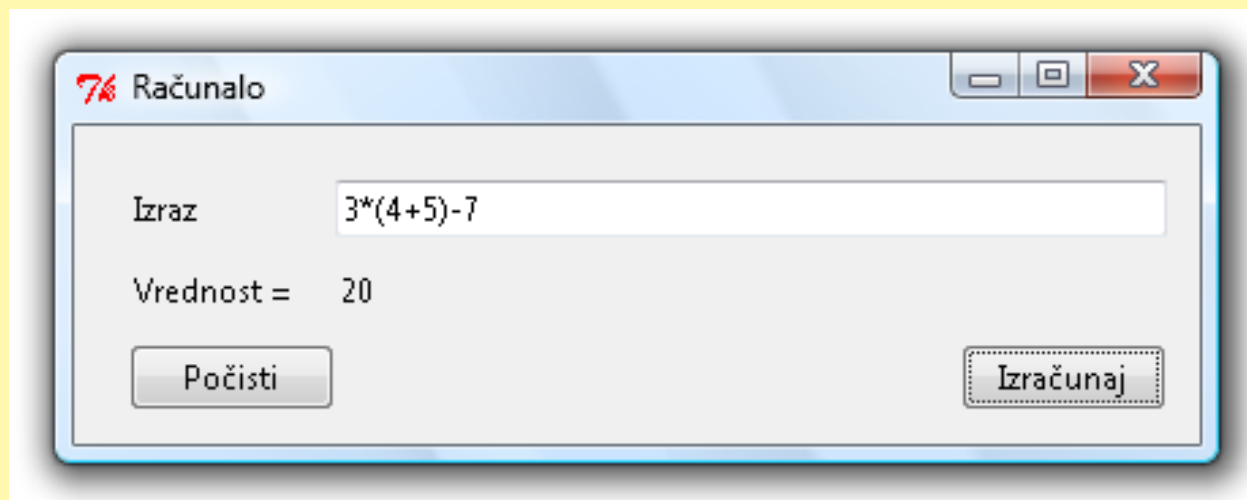 Računalo
Izraz 3*(4+5)-7
Vrednost = 20
Počisti Izračunaj